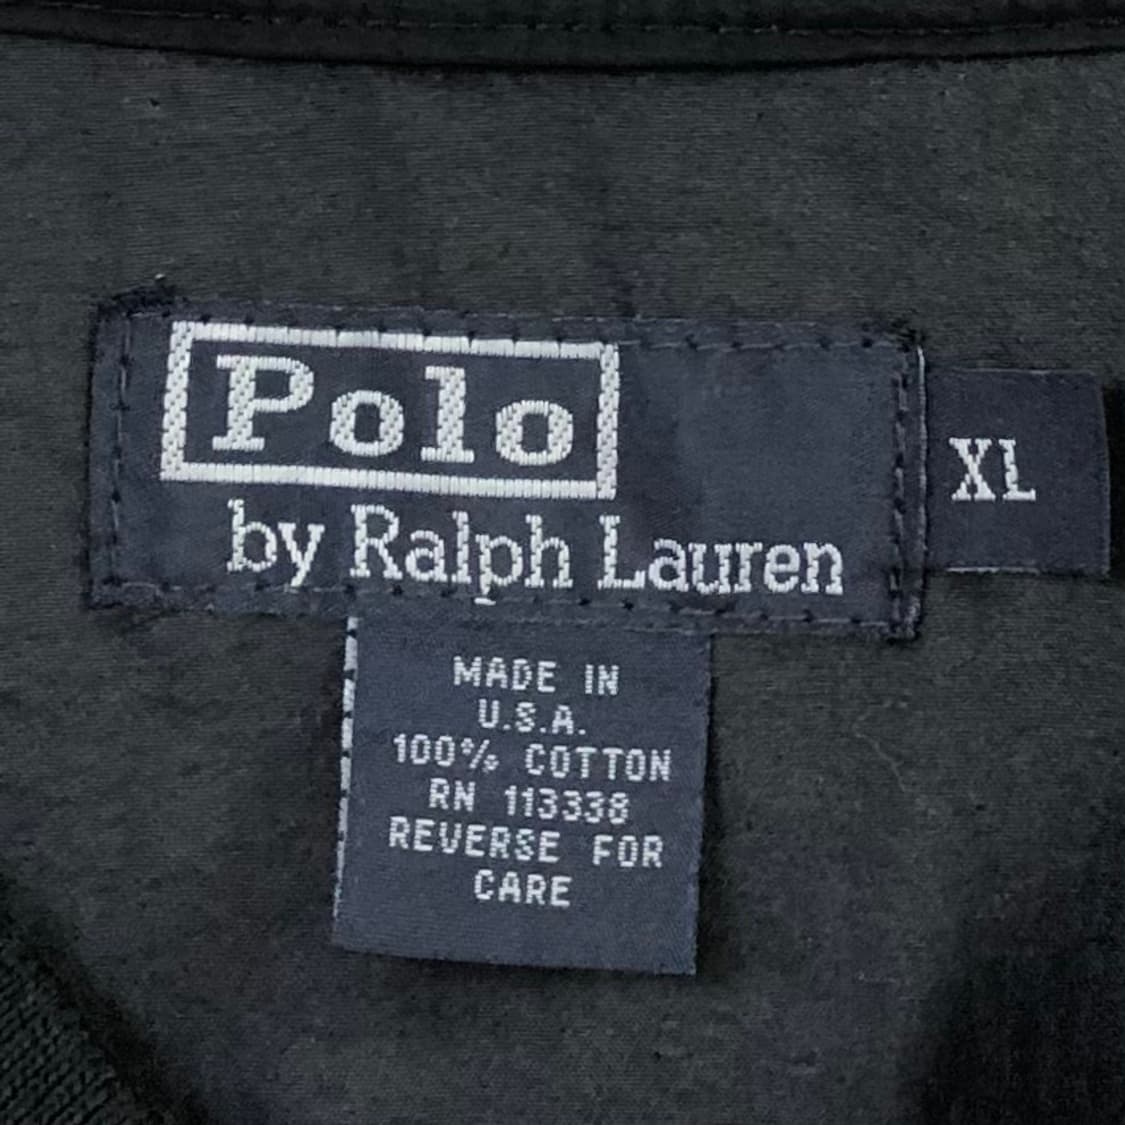 Polo
by Ralph Lauren
XL
MADE IN
U.S.A.
100% COTTON
RN 113338
REVERSE FOR
CARE